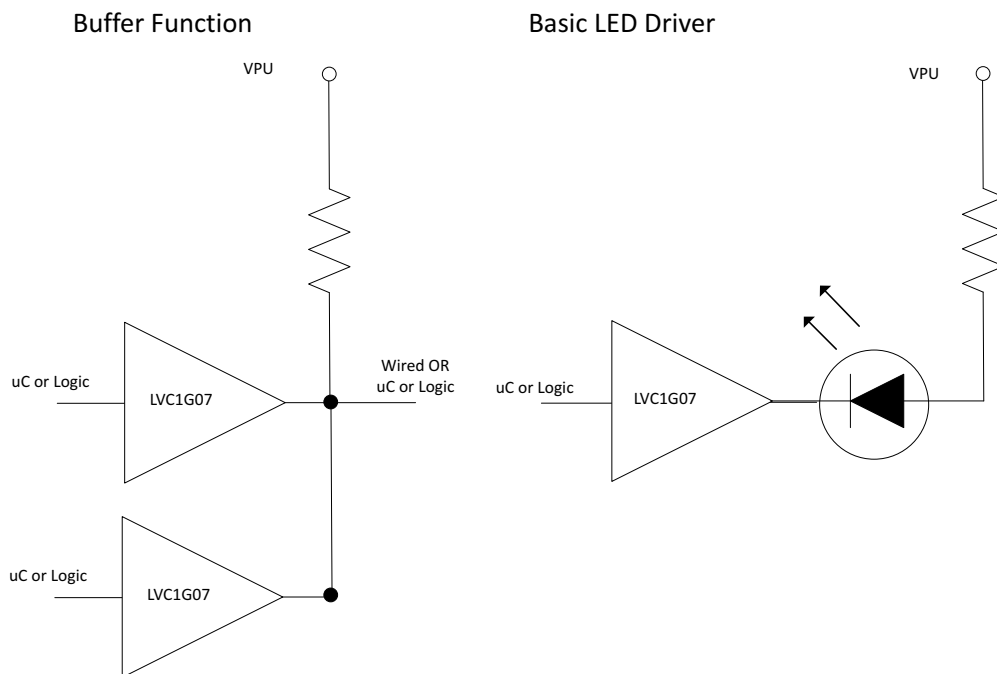 Buffer Function
Basic LED Driver
VPU
VPU
uC or Logic
LVC1G07
Wired OR
uC or Logic
uC or Logic
LVC1G07
uC or Logic
LVC1G07